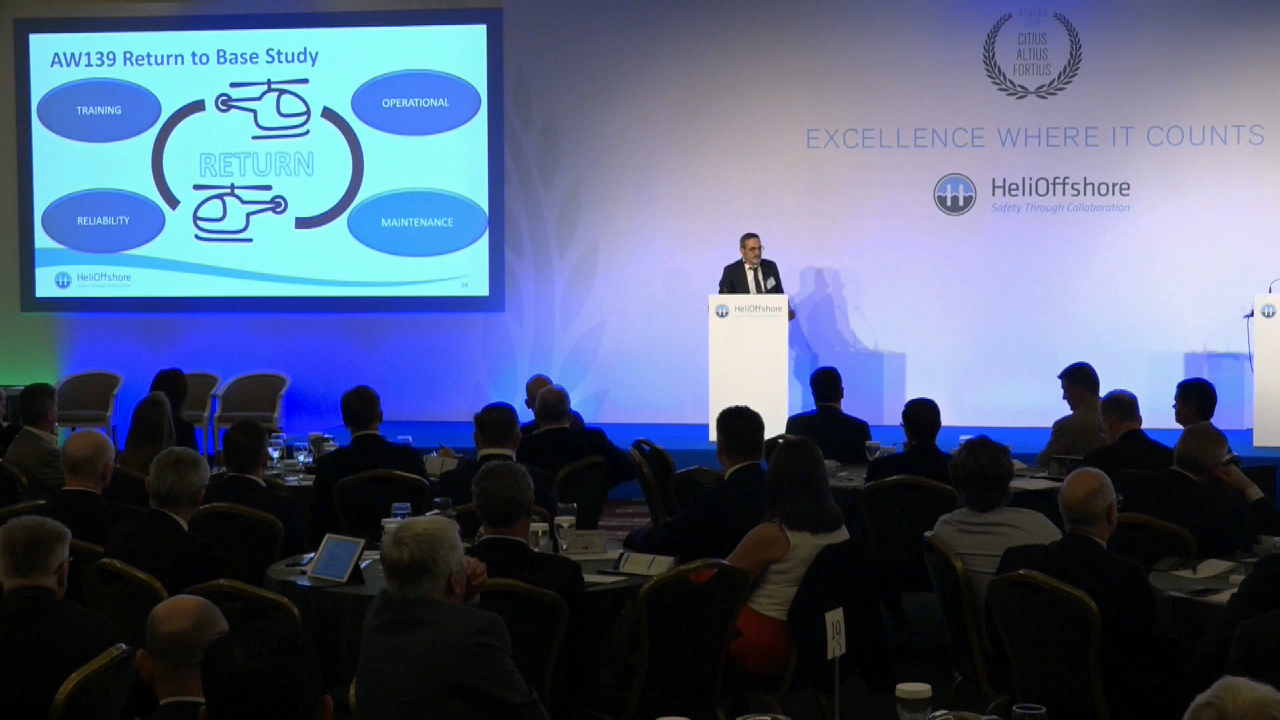 AW139 Return to Base Study
TRAINING
OPERATIONAL
RETURN
RELIABILITY
MAINTENANCE
HeliOffshore
38
CITIUS
ALTIUS
FORTIUS
EXCELLENCE WHERE IT COUNTS
HeliOffshore
Safety Through Collaboration
HeliOffshore
19